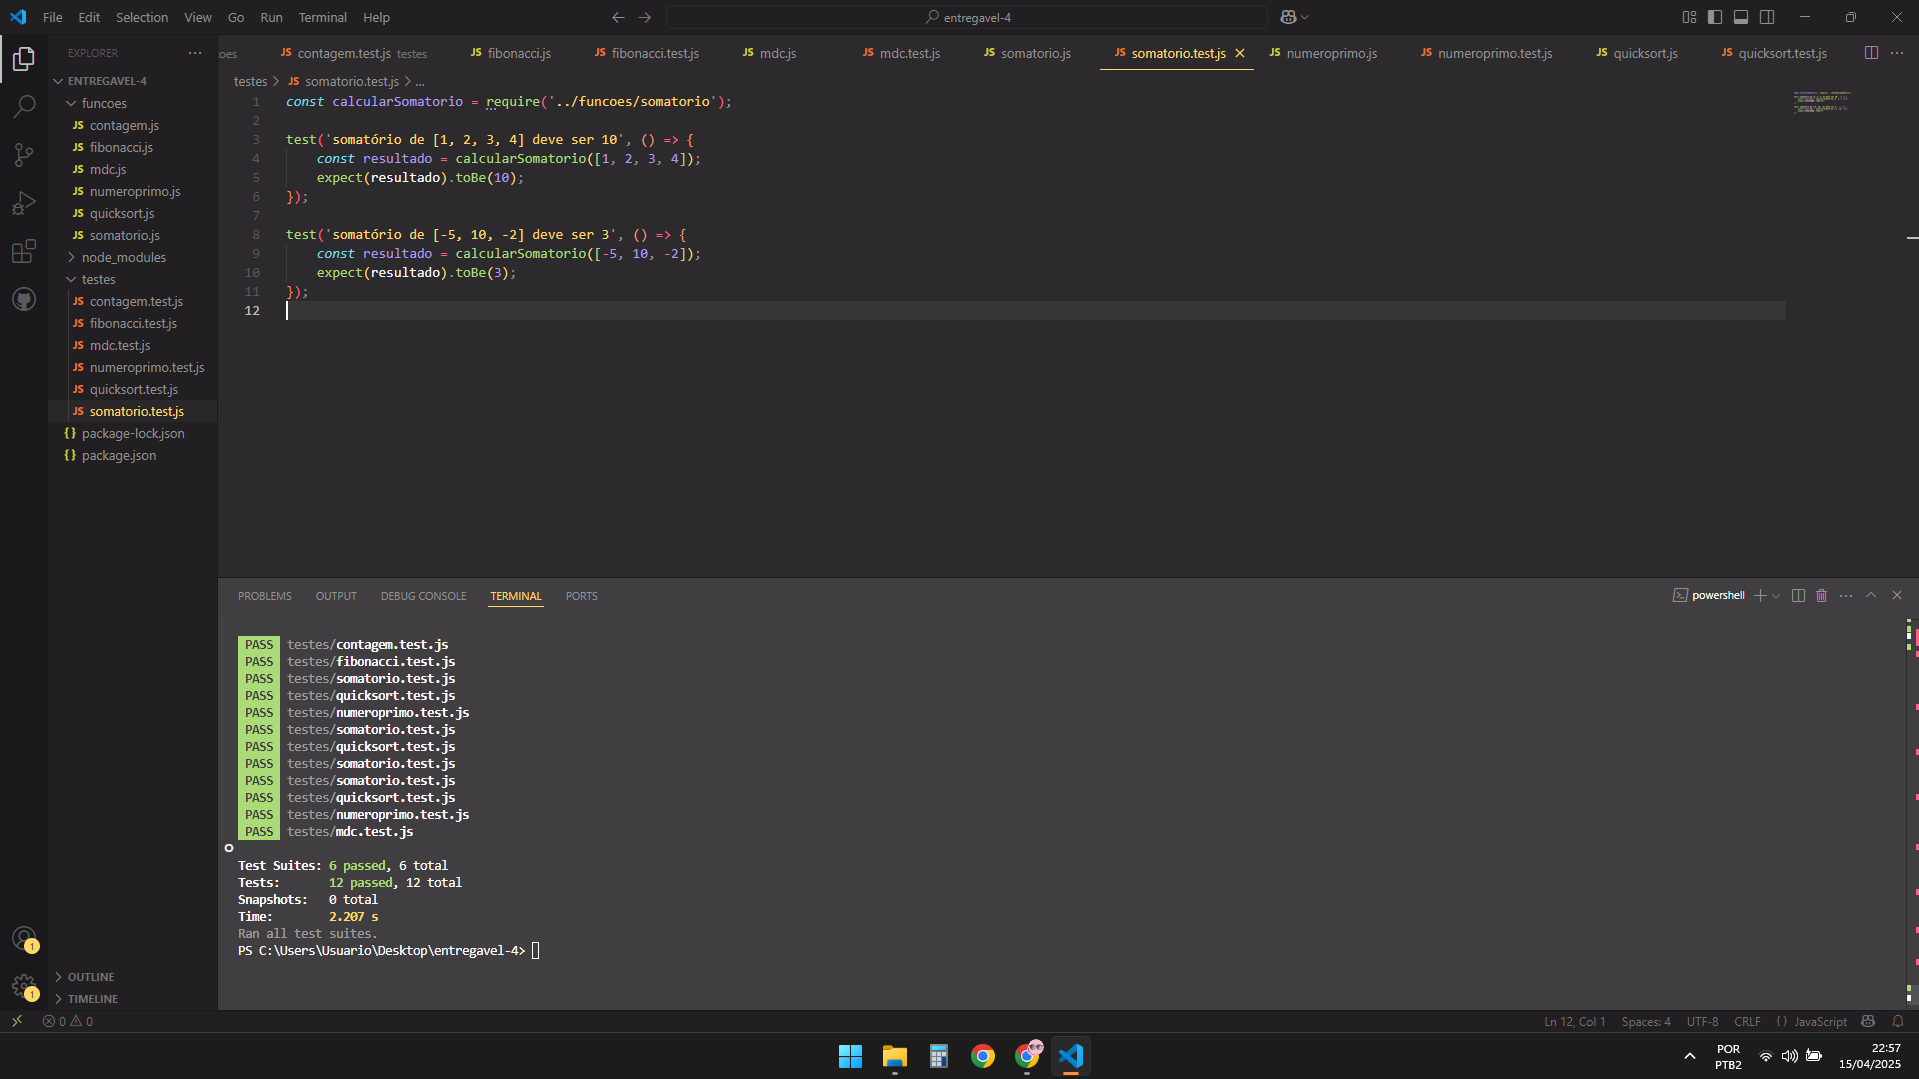 File Edit Selection View Go Run Terminal Help
entregavel-4
EXPLORER
ENTREGAVEL-4
funcoes
JS contagem.js
JS fibonacci.js
JS mdc.js
JS numeroprimo.js
JS quicksort.js
JS somatorio.js
node_modules
testes
JS contagem.test.js
JS fibonacci.test.js
JS mdc.test.js
JS numeroprimo.test.js
JS quicksort.test.js
JS somatorio.test.js
{} package-lock.json
{} package.json
OUTLINE
TIMELINE
oes JS contagem.test.js testes JS fibonacci.js JS fibonacci.test.js JS mdc.js JS mdc.test.js JS somatorio.js JS somatorio.test.js JS numeroprimo.js JS numeroprimo.test.js JS quicksort.js JS quicksort.test.js
testes > JS somatorio.test.js > ...
1 const calcularSomatorio = require('../funcoes/somatorio');
2
3 test('somatório de [1, 2, 3, 4] deve ser 10', () => {
4 const resultado = calcularSomatorio([1, 2, 3, 4]);
5 expect(resultado).toBe(10);
6 });
7
8 test('somatório de [-5, 10, -2] deve ser 3', () => {
9 const resultado = calcularSomatorio([-5, 10, -2]);
10 expect(resultado).toBe(3);
11 });
12
PROBLEMS OUTPUT DEBUG CONSOLE TERMINAL PORTS
powershell
PASS testes/contagem.test.js
PASS testes/fibonacci.test.js
PASS testes/somatorio.test.js
PASS testes/quicksort.test.js
PASS testes/numeroprimo.test.js
PASS testes/somatorio.test.js
PASS testes/quicksort.test.js
PASS testes/somatorio.test.js
PASS testes/somatorio.test.js
PASS testes/quicksort.test.js
PASS testes/numeroprimo.test.js
PASS testes/mdc.test.js
Test Suites: 6 passed, 6 total
Tests: 12 passed, 12 total
Snapshots: 0 total
Time: 2.207 s
Ran all test suites.
PS C:\Users\Usuario\Desktop\entregavel-4>
1
1
0 0
Ln 12, Col 1 Spaces: 4 UTF-8 CRLF {} JavaScript
POR
PTB2
22:57
15/04/2025